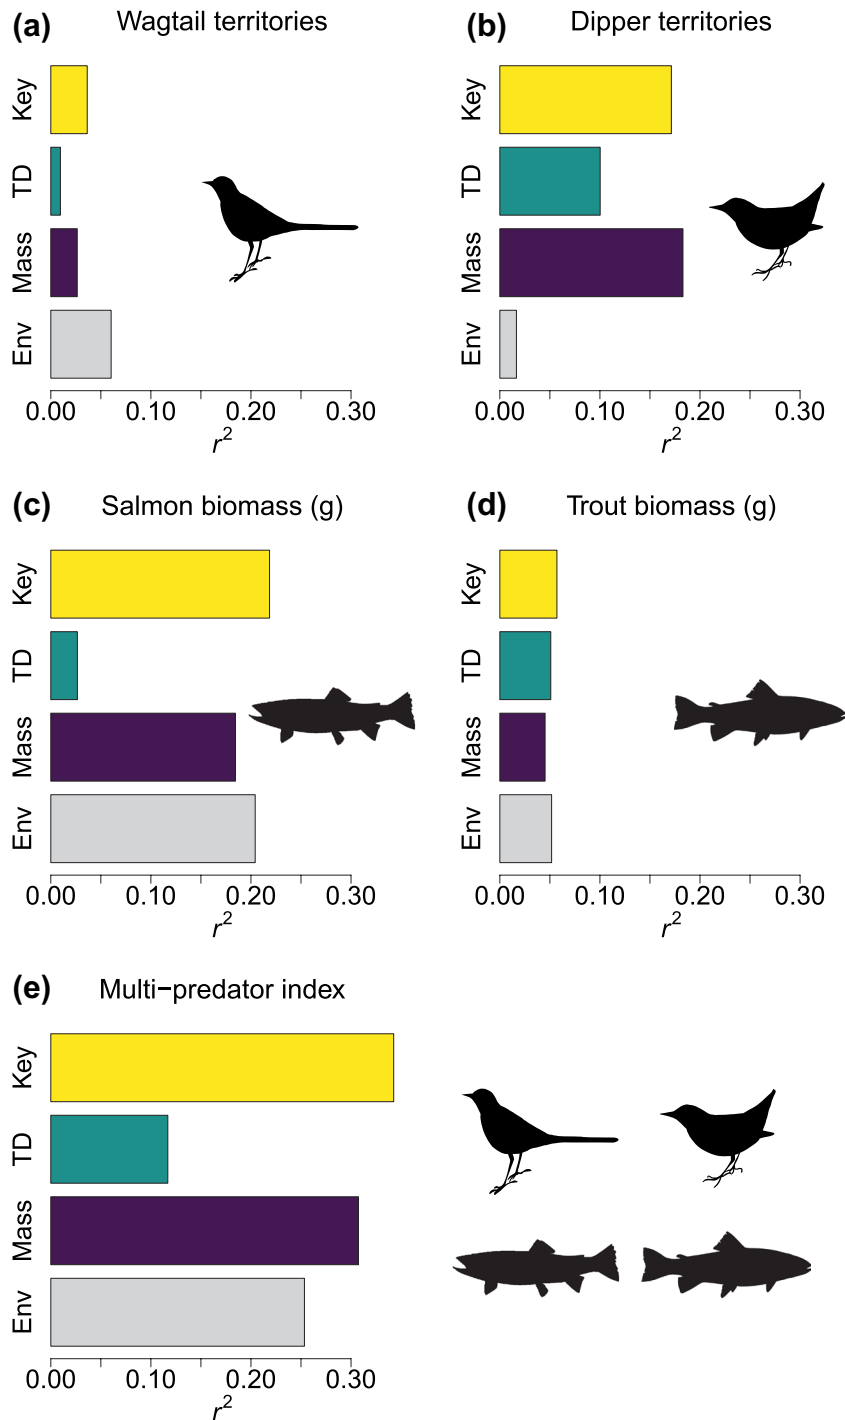 (a) Wagtail territories
Key
TD
Mass
Env
0.00 0.10 0.20 0.30
r²
(b) Dipper territories
Key
TD
Mass
Env
0.00 0.10 0.20 0.30
r²
(c) Salmon biomass (g)
Key
TD
Mass
Env
0.00 0.10 0.20 0.30
r²
(d) Trout biomass (g)
Key
TD
Mass
Env
0.00 0.10 0.20 0.30
r²
(e) Multi−predator index
Key
TD
Mass
Env
0.00 0.10 0.20 0.30
r²